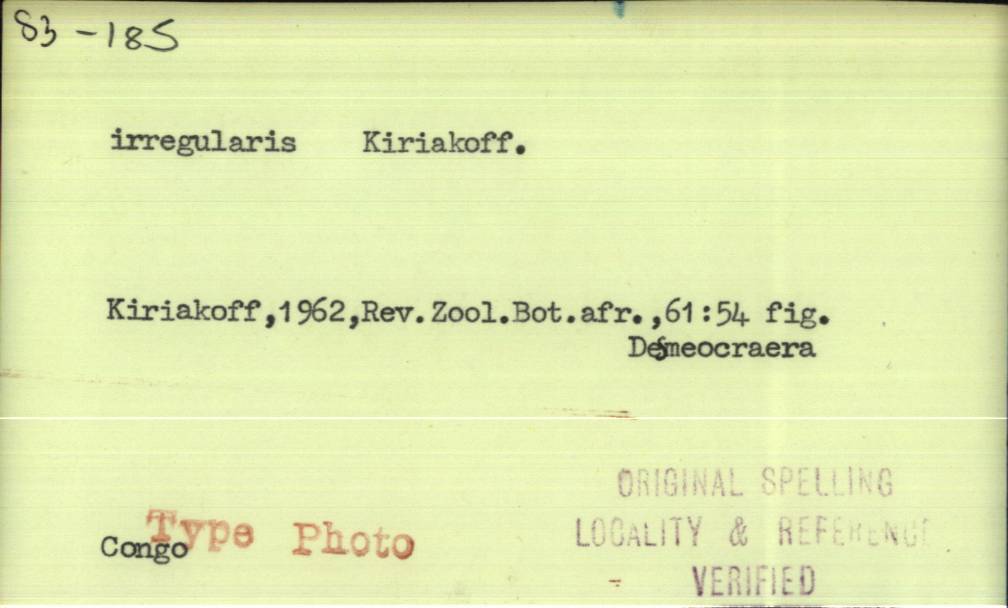 83-185
irregularis Kiriakoff.
Kiriakoff,1962,Rev.Zool.Bot.afr.,61:54 fig.
Desmeocraera
Type Photo
Congo
ORIGINAL SPELLING
LOCALITY & REFERENCE
VERIFIED